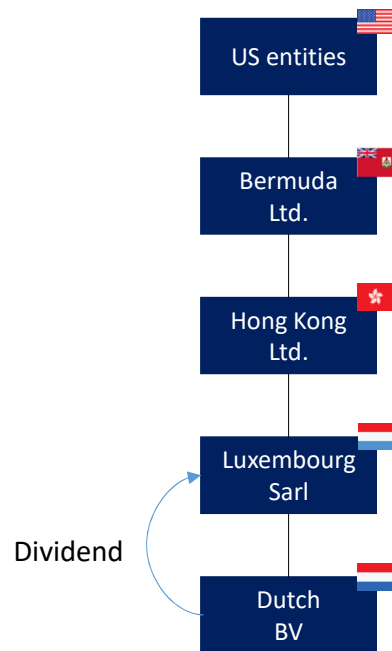 US entities
Bermuda
Ltd.
Hong Kong
Ltd.
Luxembourg
Sarl
Dividend
Dutch
BV